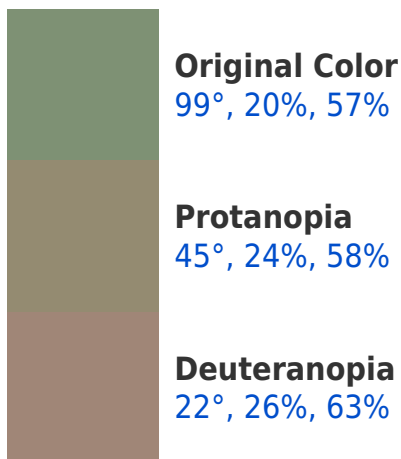 Original Color
99°, 20%, 57%
Protanopia
45°, 24%, 58%
Deuteranopia
22°, 26%, 63%